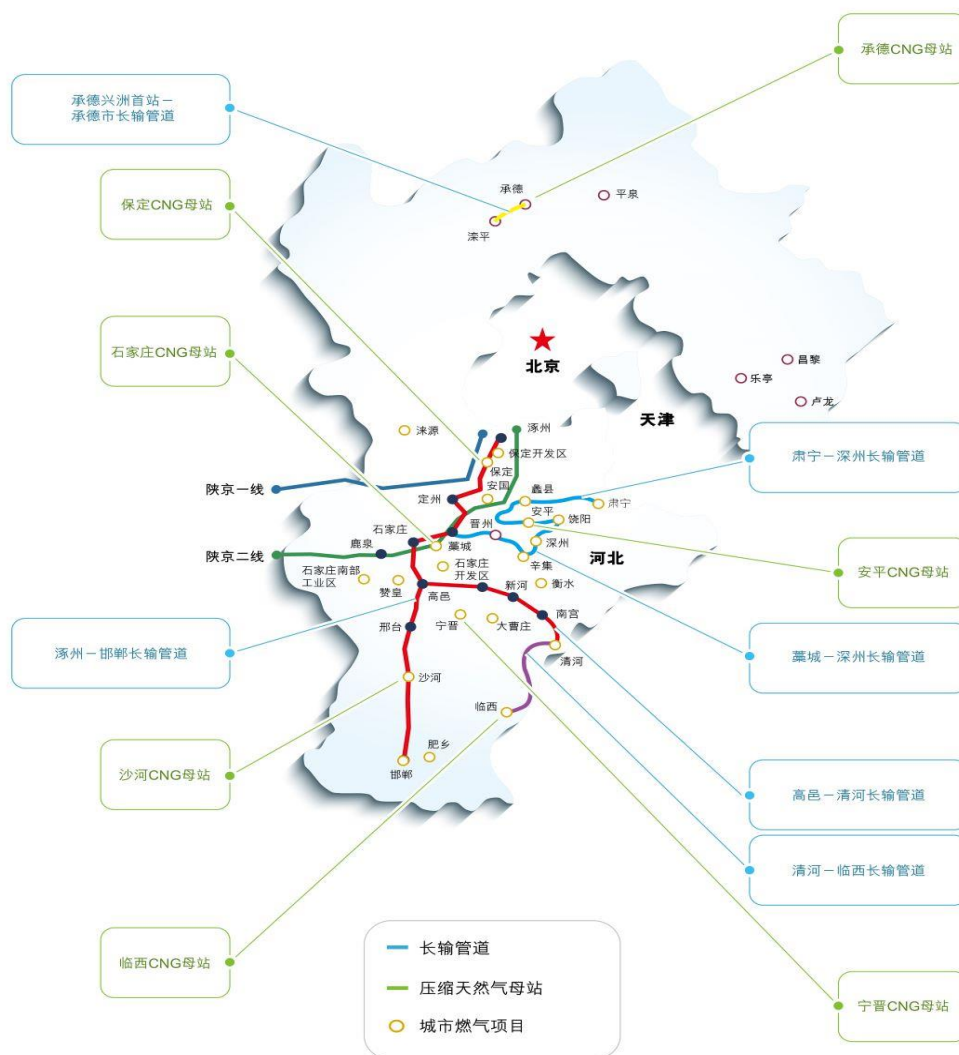 承德CNG母站
承德兴洲首站－
承德市长输管道
保定CNG母站
承德
平泉
滦平
石家庄CNG母站
北京
昌黎
乐亭
卢龙
天津
涞源
涿州
保定开发区
肃宁－深州长输管道
保定
安国
陕京一线
定州
蠡县
肃宁
安平
饶阳
晋州
石家庄
鹿泉
藁城
深州
陕京二线
河北
辛集
石家庄
开发区
石家庄南部
工业区
安平CNG母站
赞皇
高邑
新河
衡水
南宫
邢台
宁晋
大曹庄
涿州－邯郸长输管道
清河
藁城－深州长输管道
沙河
临西
肥乡
邯郸
沙河CNG母站
高邑－清河长输管道
清河－临西长输管道
临西CNG母站
长输管道
压缩天然气母站
城市燃气项目
宁晋CNG母站